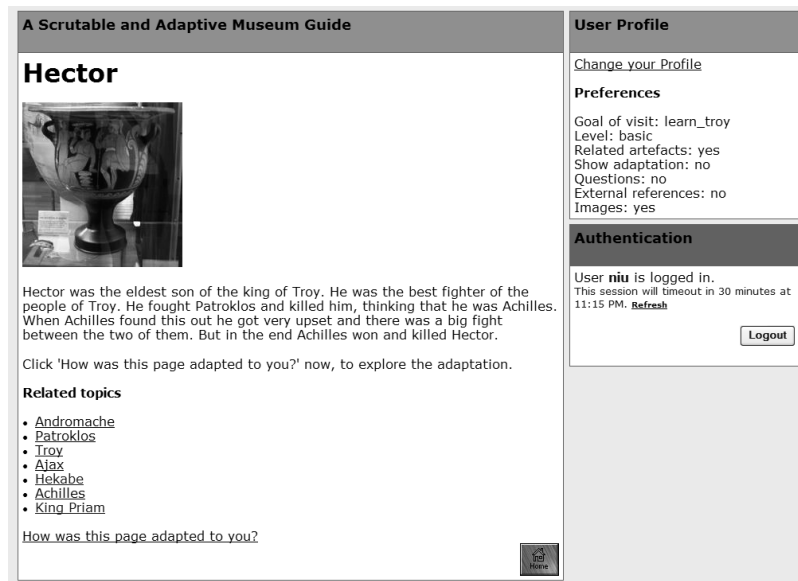 A Scrutable and Adaptive Museum Guide
Hector
Hector was the eldest son of the king of Troy. He was the best fighter of the
people of Troy. He fought Patroklos and killed him, thinking that he was Achilles.
When Achilles found this out he got very upset and there was a big fight
between the two of them. But in the end Achilles won and killed Hector.
Click 'How was this page adapted to you?' now, to explore the adaptation.
Related topics
• Andromache
• Patroklos
• Troy
• Ajax
• Hekabe
• Achilles
• King Priam
How was this page adapted to you?
Home
User Profile
Change your Profile
Preferences
Goal of visit: learn_troy
Level: basic
Related artefacts: yes
Show adaptation: no
Questions: no
External references: no
Images: yes
Authentication
User niu is logged in.
This session will timeout in 30 minutes at
11:15 PM. Refresh
Logout